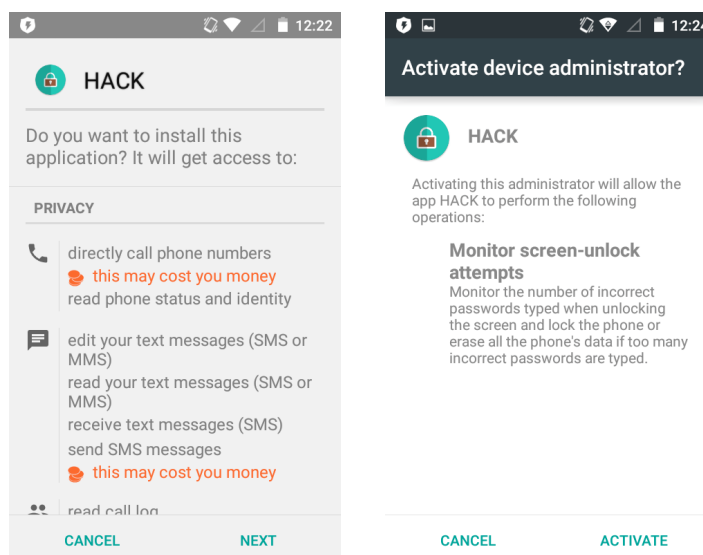 12:22
HACK
Do you want to install this
application? It will get access to:
PRIVACY
directly call phone numbers
this may cost you money
read phone status and identity
edit your text messages (SMS or
MMS)
read your text messages (SMS or
MMS)
receive text messages (SMS)
send SMS messages
this may cost you money
read call log
CANCEL
NEXT
12:24
Activate device administrator?
HACK
Activating this administrator will allow the
app HACK to perform the following
operations:
Monitor screen-unlock
attempts
Monitor the number of incorrect
passwords typed when unlocking
the screen and lock the phone or
erase all the phone's data if too many
incorrect passwords are typed.
CANCEL
ACTIVATE